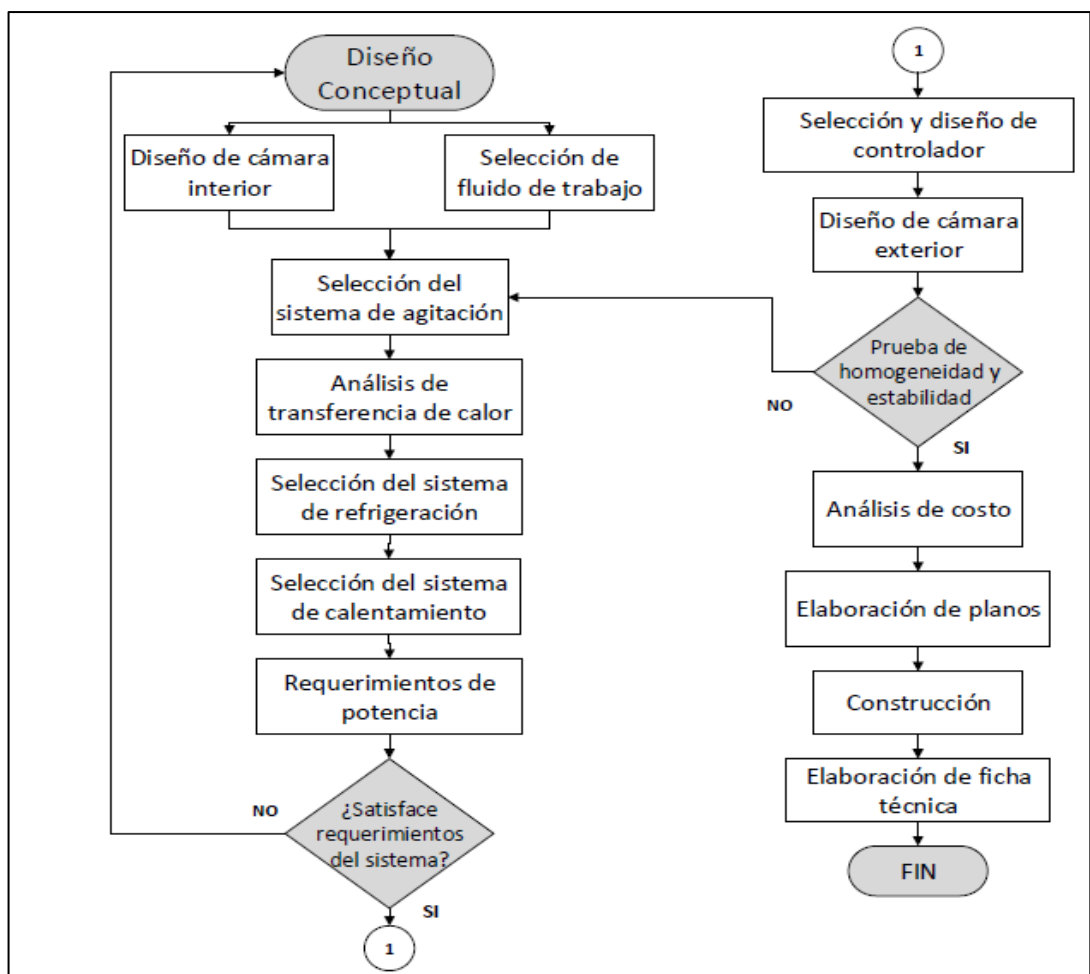 Diseño
Conceptual
Diseño de cámara
interior
Selección de
fluido de trabajo
Selección del
sistema de agitación
Análisis de
transferencia de calor
Selección del sistema
de refrigeración
Selección del sistema
de calentamiento
Requerimientos de
potencia
NO
¿Satisface
requerimientos
del sistema?
SI
1
1
Selección y diseño de
controlador
Diseño de cámara
exterior
Prueba de
homogeneidad y
estabilidad
NO
SI
Análisis de costo
Elaboración de planos
Construcción
Elaboración de ficha
técnica
FIN